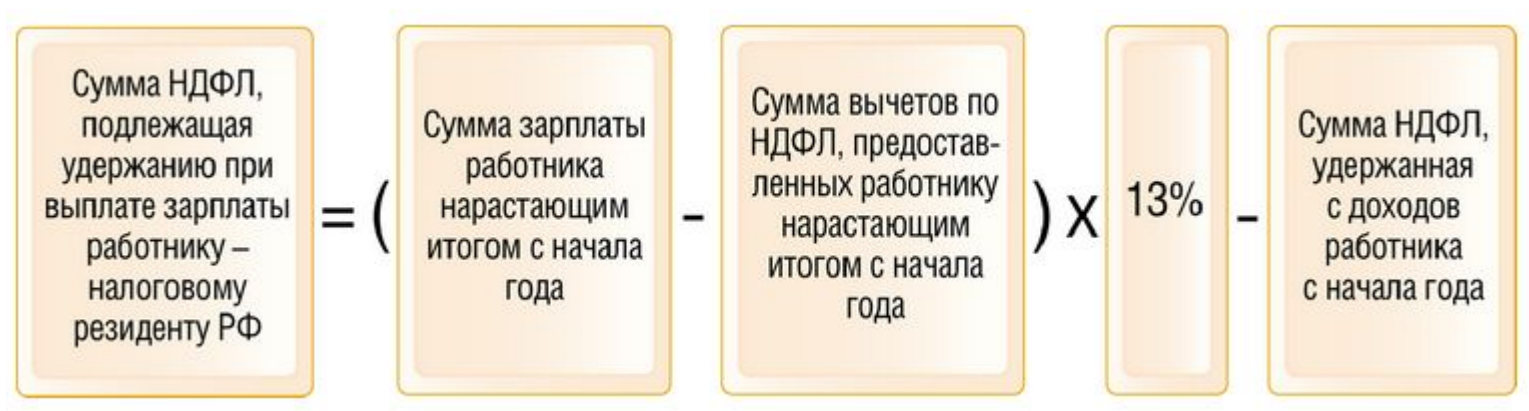 Сумма НДФЛ,
подлежащая
удержанию при
выплате зарплаты
работнику –
налоговому
резиденту РФ
= (
Сумма зарплаты
работника
нарастающим
итогом с начала
года
-
Сумма вычетов по
НДФЛ, предостав-
ленных работнику
нарастающим
итогом с начала
года
) X
13%
-
Сумма НДФЛ,
удержанная
с доходов
работника
с начала года